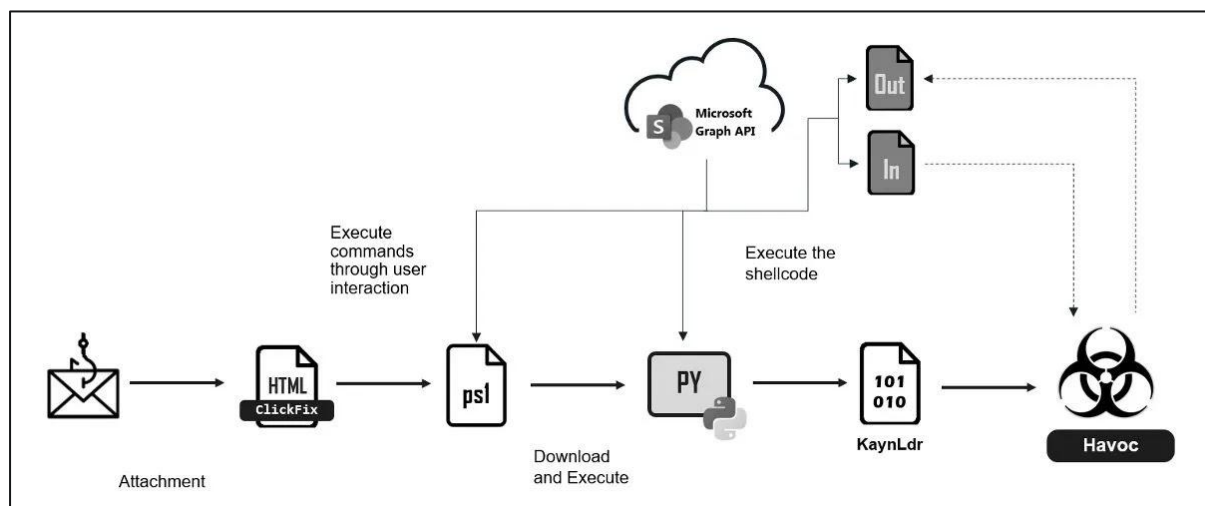 Microsoft
Graph API
S
Out
In
Execute
commands
through user
interaction
Execute the
shellcode
HTML
ClickFix
ps1
PY
101
010
KaynLdr
Havoc
Download
and Execute
Attachment